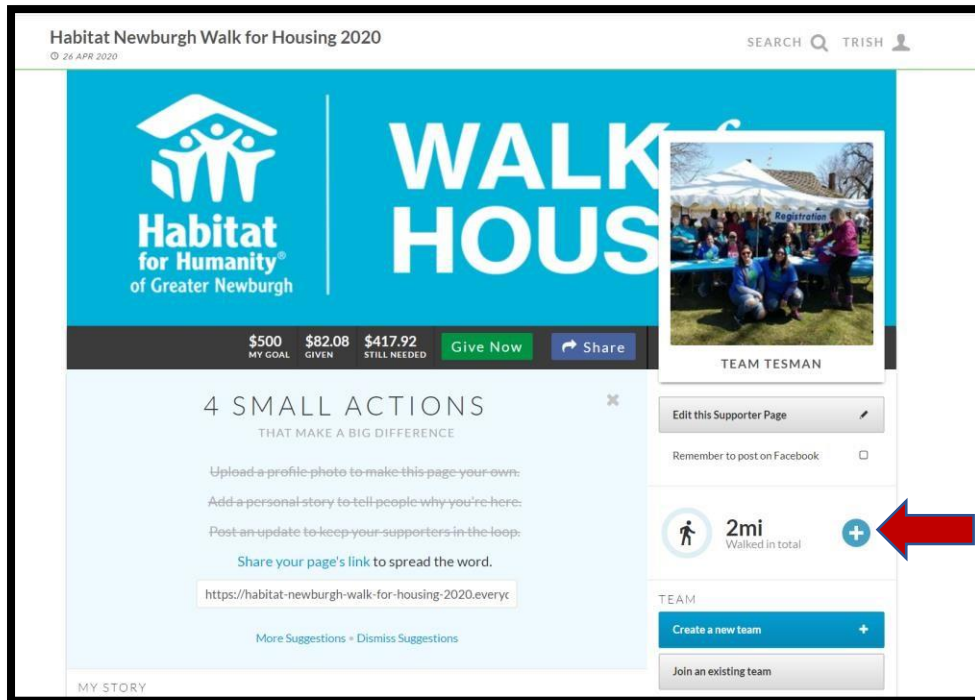 Habitat Newburgh Walk for Housing 2020
26 APR 2020
SEARCH
TRISH
Habitat
for Humanity®
of Greater Newburgh
WALK
HOUS
Registration
$500
MY GOAL
$82.08
GIVEN
$417.92
STILL NEEDED
Give Now
Share
TEAM TESMAN
4 SMALL ACTIONS
THAT MAKE A BIG DIFFERENCE
Upload a profile photo to make this page your own.
Add a personal story to tell people why you're here.
Post an update to keep your supporters in the loop.
Share your page's link to spread the word.
https://habitat-newburgh-walk-for-housing-2020.everyc
More Suggestions • Dismiss Suggestions
MY STORY
Edit this Supporter Page
Remember to post on Facebook
2mi
Walked in total
TEAM
Create a new team
Join an existing team